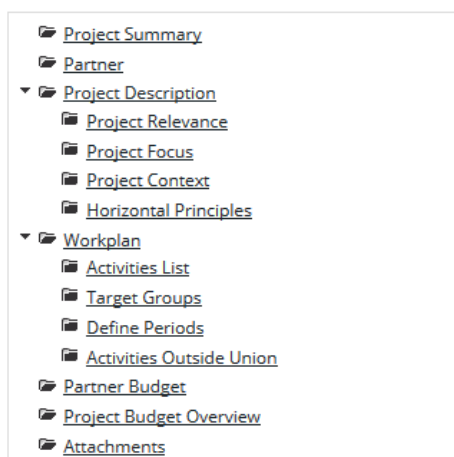 Project Summary
Partner
Project Description
Project Relevance
Project Focus
Project Context
Horizontal Principles
Workplan
Activities List
Target Groups
Define Periods
Activities Outside Union
Partner Budget
Project Budget Overview
Attachments